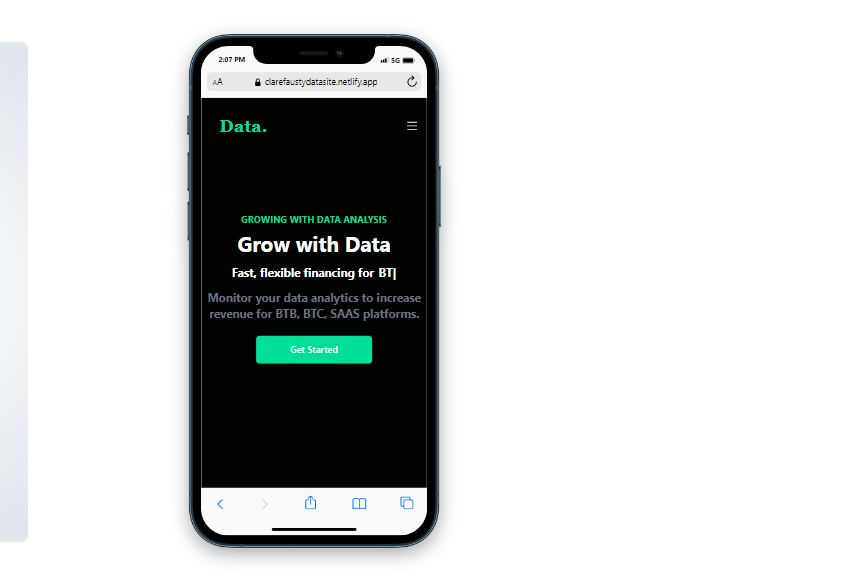 2:07 PM
5G
AA
clarefaustydatasite.netlify.app
Data.
GROWING WITH DATA ANALYSIS
Grow with Data
Fast, flexible financing for BT|
Monitor your data analytics to increase
revenue for BTB, BTC, SAAS platforms.
Get Started